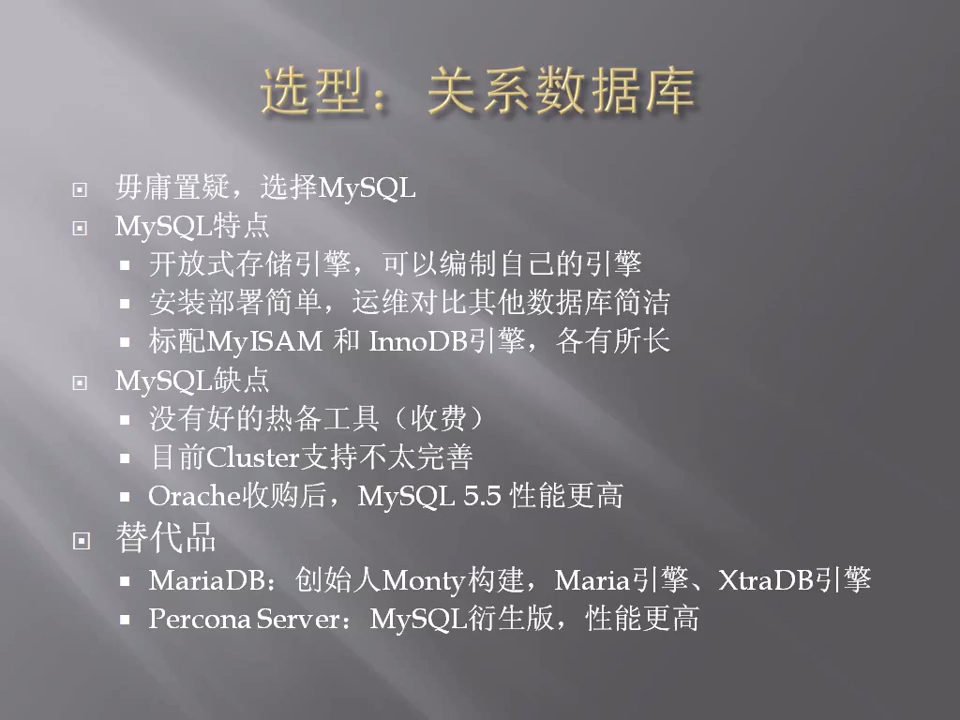 选型：关系数据库
毋庸置疑，选择MySQL
MySQL特点
开放式存储引擎，可以编制自己的引擎
安装部署简单，运维对比其他数据库简洁
标配MyISAM 和 InnoDB引擎，各有所长
MySQL缺点
没有好的热备工具（收费）
目前Cluster支持不太完善
Orache收购后，MySQL 5.5 性能更高
替代品
MariaDB：创始人Monty构建，Maria引擎、XtraDB引擎
Percona Server：MySQL衍生版，性能更高